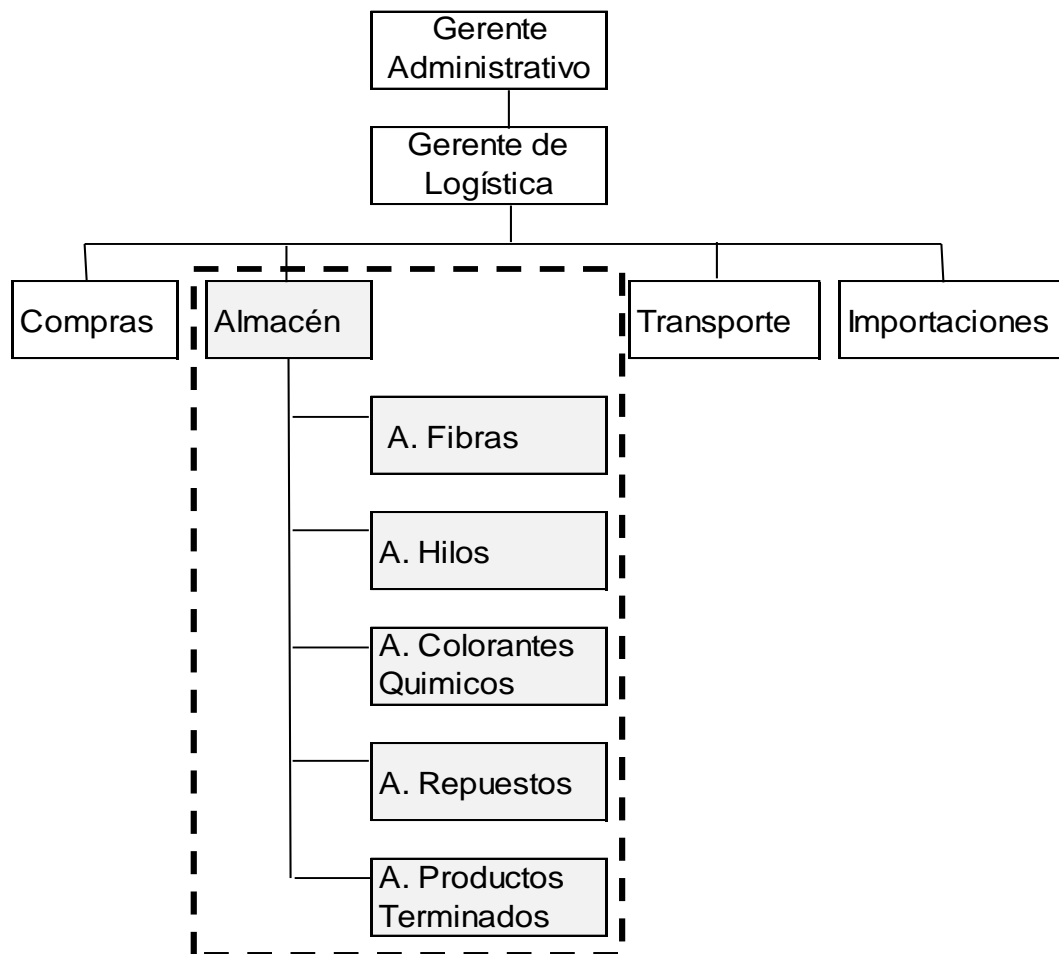 Gerente
Administrativo
Gerente de
Logística
Compras
Almacén
Transporte
Importaciones
A. Fibras
A. Hilos
A. Colorantes
Quimicos
A. Repuestos
A. Productos
Terminados